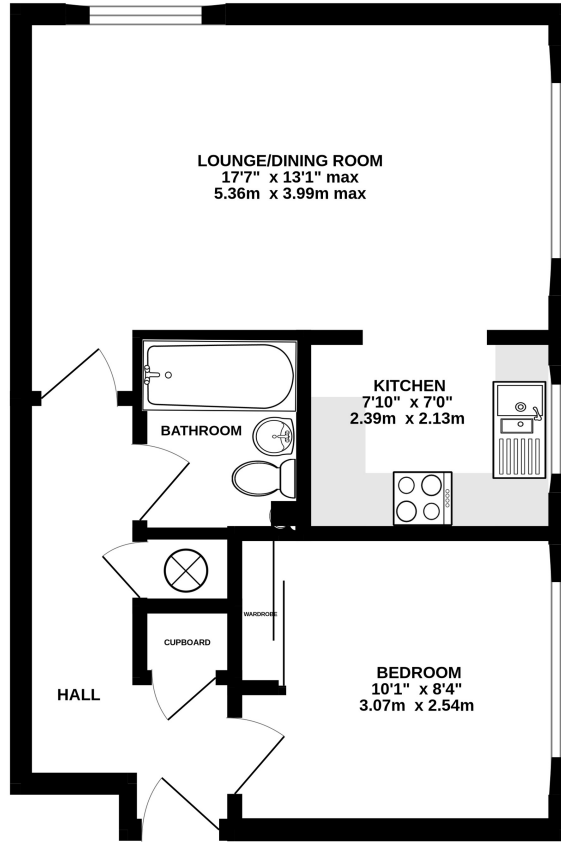 LOUNGE/DINING ROOM
17'7" x 13'1" max
5.36m x 3.99m max
KITCHEN
7'10" x 7'0"
2.39m x 2.13m
BATHROOM
WARDROBE
CUPBOARD
BEDROOM
10'1" x 8'4"
3.07m x 2.54m
HALL